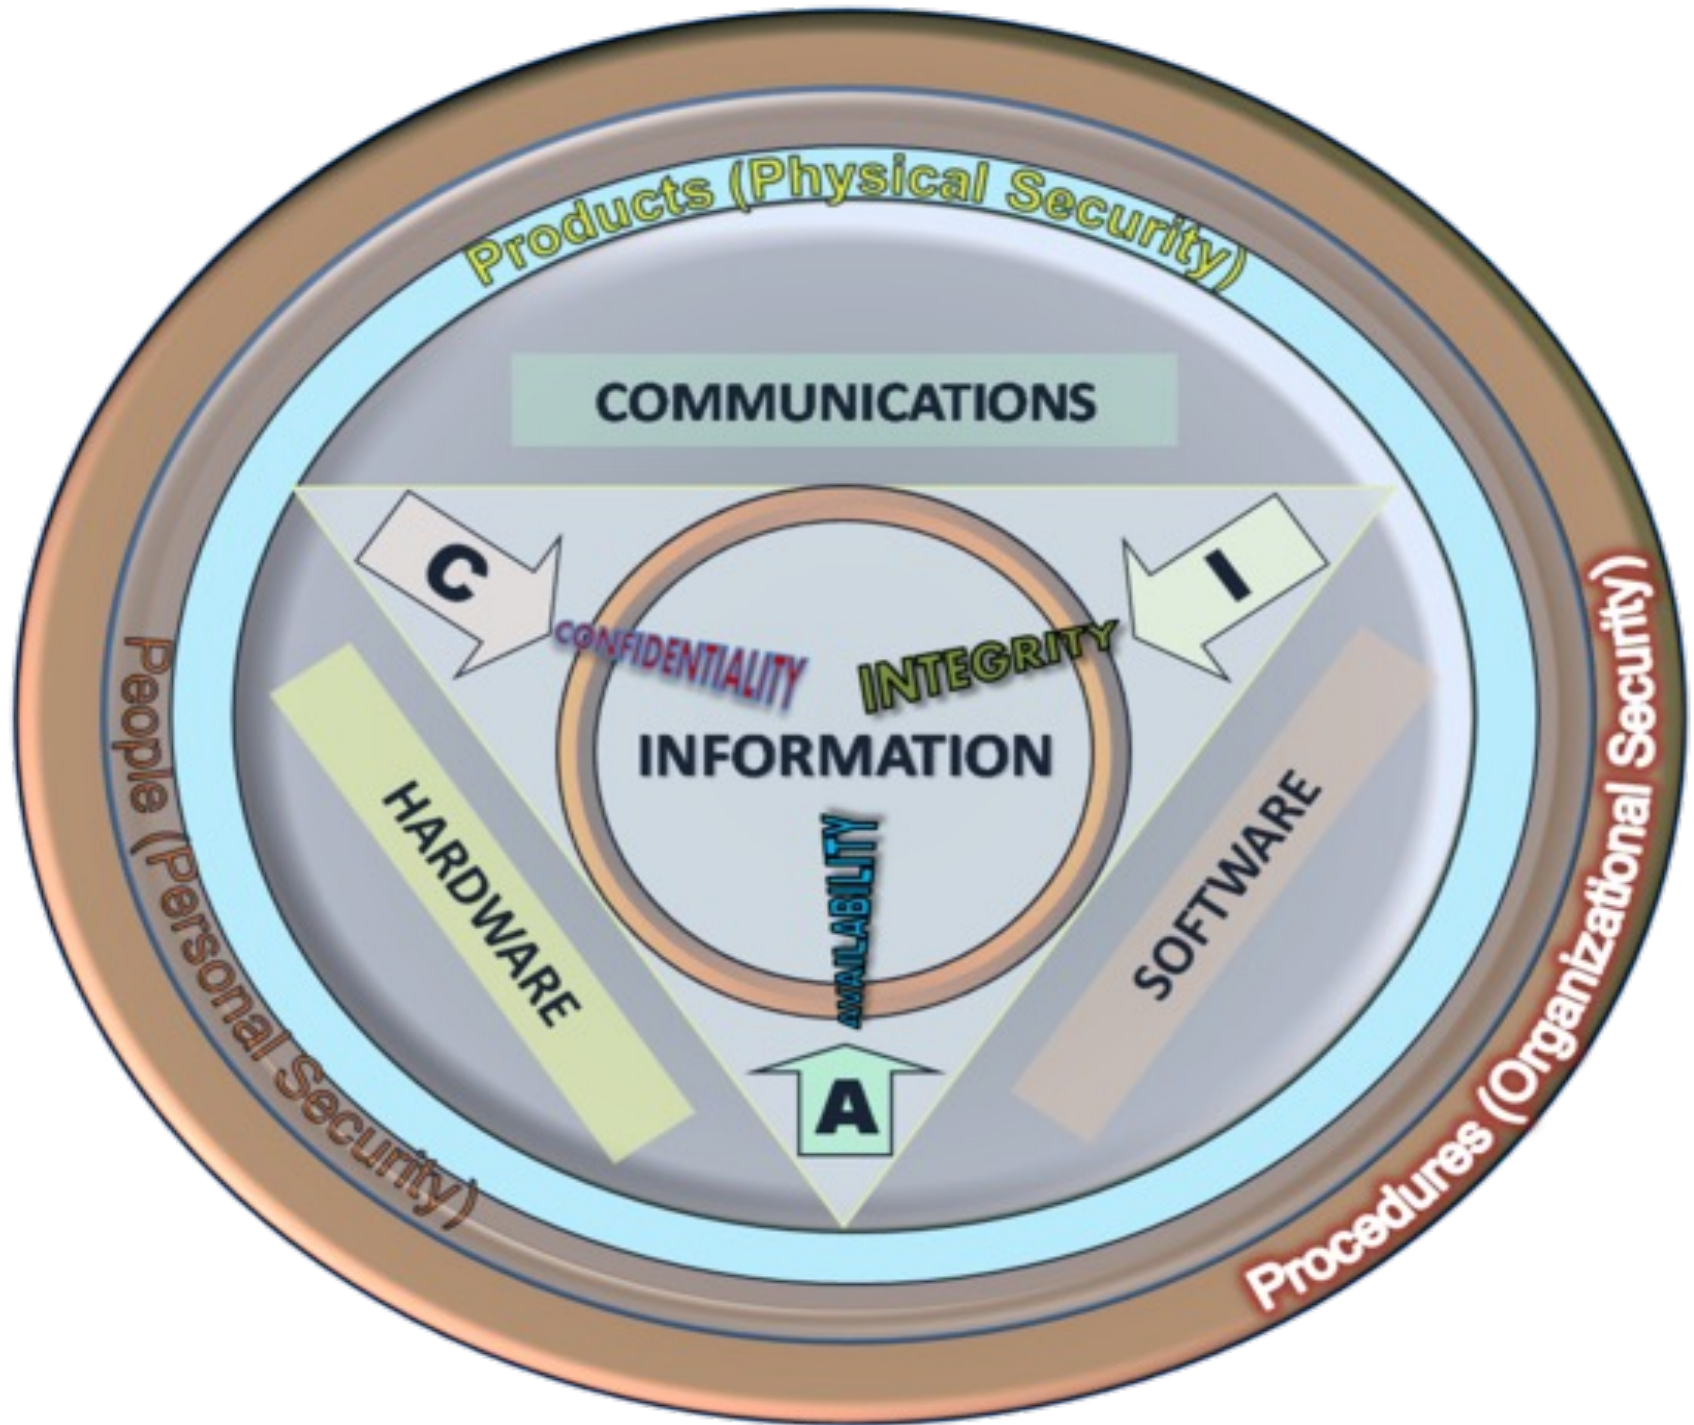 Products (Physical Security)
COMMUNICATIONS
C
I
CONFIDENTIALITY
INTEGRITY
INFORMATION
AVAILABILITY
A
HARDWARE
SOFTWARE
People (Personal Security)
Procedures (Organizational Security)